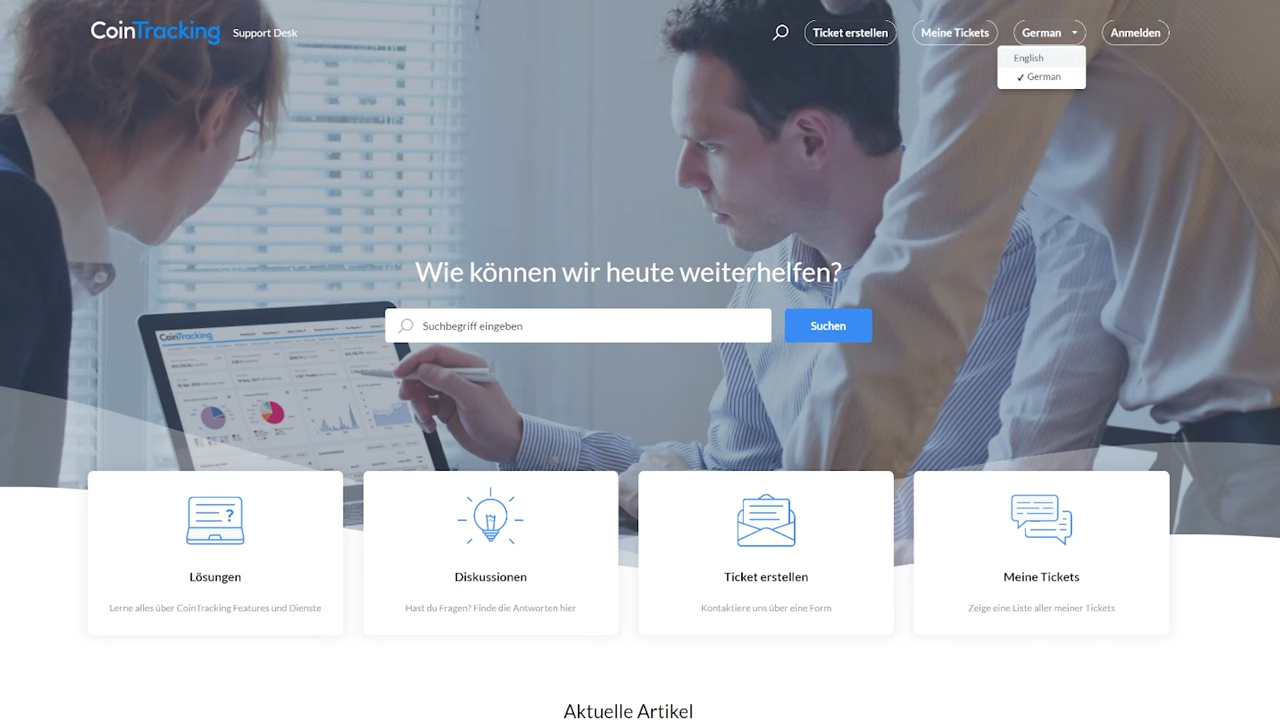 CoinTracking Support Desk
Ticket erstellen
Meine Tickets
German
Anmelden
English
✓ German
Wie können wir heute weiterhelfen?
Suchbegriff eingeben
Suchen
CoinTracking
?
Lösungen
Lerne alles über CoinTracking Features und Dienste
Diskussionen
Hast du Fragen? Finde die Antworten hier
Ticket erstellen
Kontaktiere uns über eine Form
Meine Tickets
Zeige eine Liste aller meiner Tickets
Aktuelle Artikel